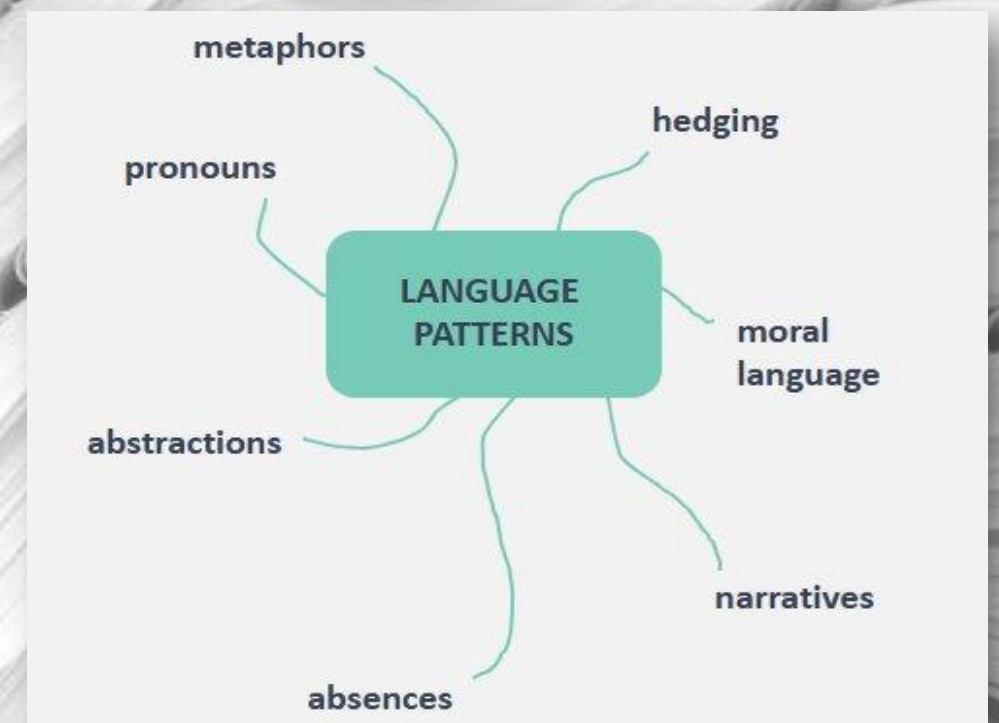 metaphors
hedging
pronouns
LANGUAGE
PATTERNS
moral
language
abstractions
narratives
absences